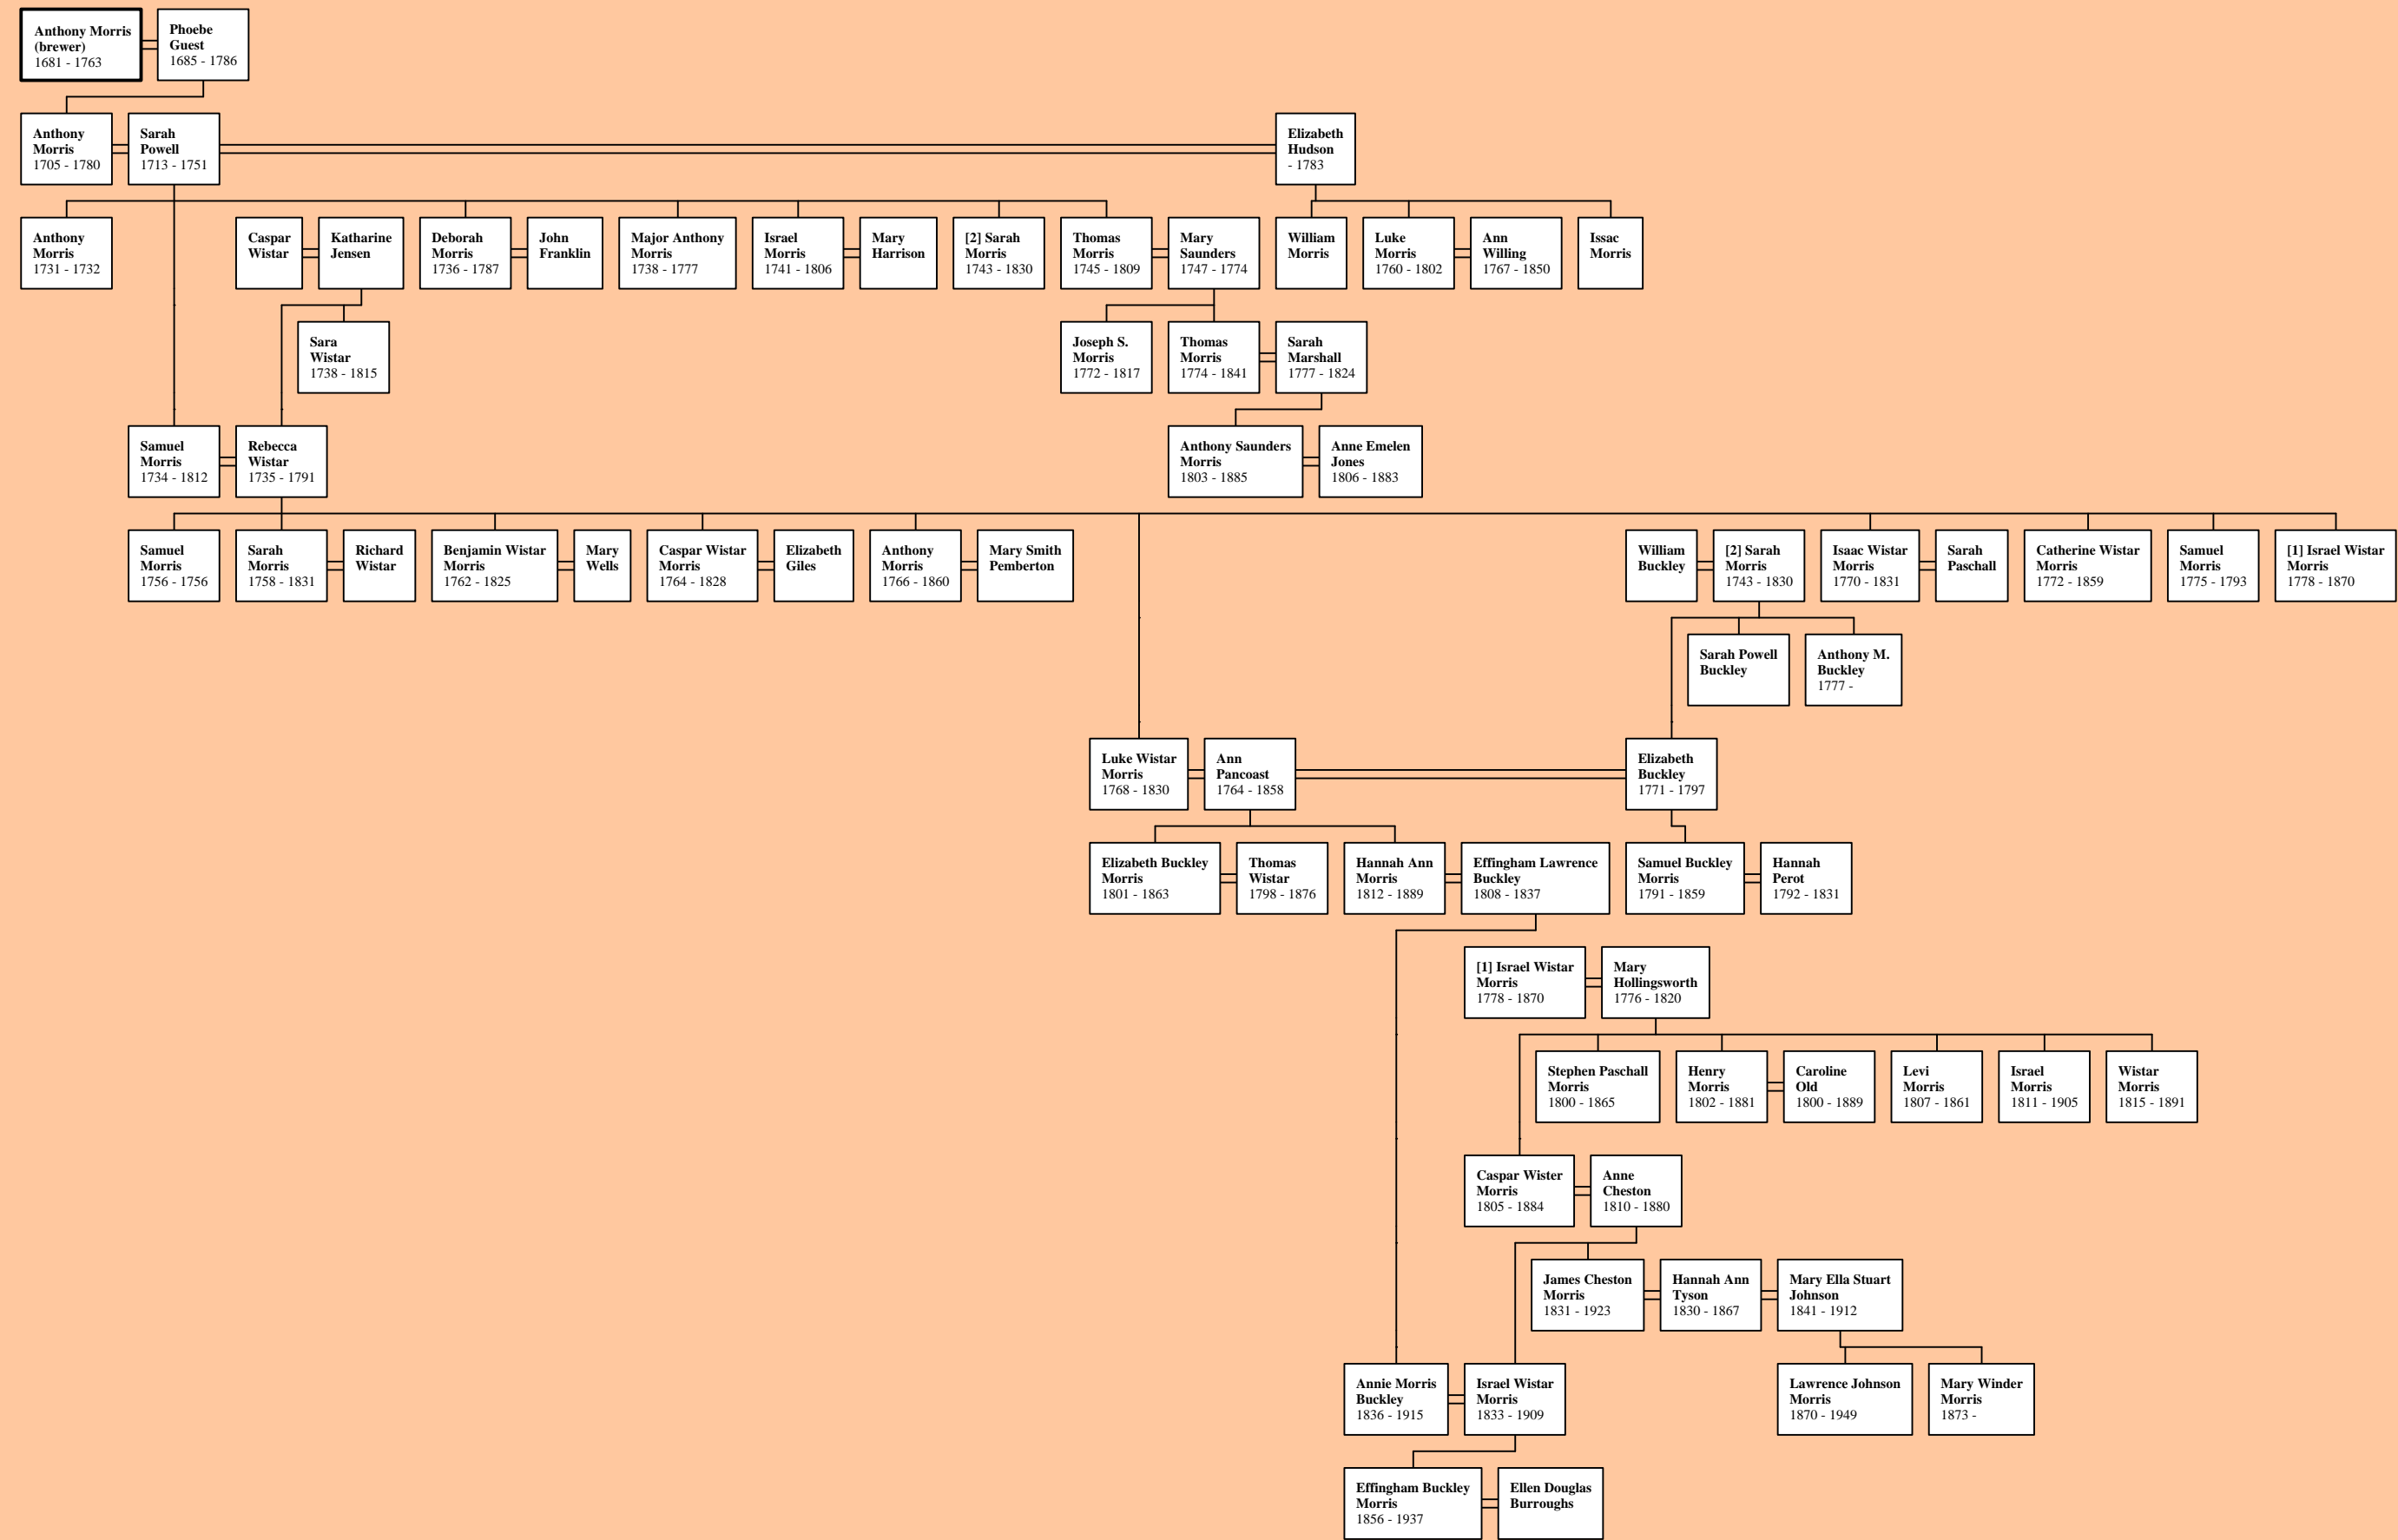 Anthony Morris
(brewer)
1681 - 1763
Phoebe
Guest
1685 - 1786
Anthony
Morris
1705 - 1780
Sarah
Powell
1713 - 1751
Elizabeth
Hudson
- 1783
Anthony
Morris
1731 - 1732
Caspar
Wistar
Katharine
Jensen
Deborah
Morris
1736 - 1787
John
Franklin
Major Anthony
Morris
1738 - 1777
Israel
Morris
1741 - 1806
Mary
Harrison
[2] Sarah
Morris
1743 - 1830
Thomas
Morris
1745 - 1809
Mary
Saunders
1747 - 1774
William
Morris
Luke
Morris
1760 - 1802
Ann
Willing
1767 - 1850
Issac
Morris
Sara
Wistar
1738 - 1815
Joseph S.
Morris
1772 - 1817
Thomas
Morris
1774 - 1841
Sarah
Marshall
1777 - 1824
Samuel
Morris
1734 - 1812
Rebecca
Wistar
1735 - 1791
Anthony Saunders
Morris
1803 - 1885
Anne Emelen
Jones
1806 - 1883
Samuel
Morris
1756 - 1756
Sarah
Morris
1758 - 1831
Richard
Wistar
Benjamin Wistar
Morris
1762 - 1825
Mary
Wells
Caspar Wistar
Morris
1764 - 1828
Elizabeth
Giles
Anthony
Morris
1766 - 1860
Mary Smith
Pemberton
William
Buckley
[2] Sarah
Morris
1743 - 1830
Isaac Wistar
Morris
1770 - 1831
Sarah
Paschall
Catherine Wistar
Morris
1772 - 1859
Samuel
Morris
1775 - 1793
[1] Israel Wistar
Morris
1778 - 1870
Sarah Powell
Buckley
Anthony M.
Buckley
1777 -
Luke Wistar
Morris
1768 - 1830
Ann
Pancoast
1764 - 1858
Elizabeth
Buckley
1771 - 1797
Elizabeth Buckley
Morris
1801 - 1863
Thomas
Wistar
1798 - 1876
Hannah Ann
Morris
1812 - 1889
Effingham Lawrence
Buckley
1808 - 1837
Samuel Buckley
Morris
1791 - 1859
Hannah
Perot
1792 - 1831
[1] Israel Wistar
Morris
1778 - 1870
Mary
Hollingsworth
1776 - 1820
Stephen Paschall
Morris
1800 - 1865
Henry
Morris
1802 - 1881
Caroline
Old
1800 - 1889
Levi
Morris
1807 - 1861
Israel
Morris
1811 - 1905
Wistar
Morris
1815 - 1891
Caspar Wister
Morris
1805 - 1884
Anne
Cheston
1810 - 1880
James Cheston
Morris
1831 - 1923
Hannah Ann
Tyson
1830 - 1867
Mary Ella Stuart
Johnson
1841 - 1912
Annie Morris
Buckley
1836 - 1915
Israel Wistar
Morris
1833 - 1909
Lawrence Johnson
Morris
1870 - 1949
Mary Winder
Morris
1873 -
Effingham Buckley
Morris
1856 - 1937
Ellen Douglas
Burroughs